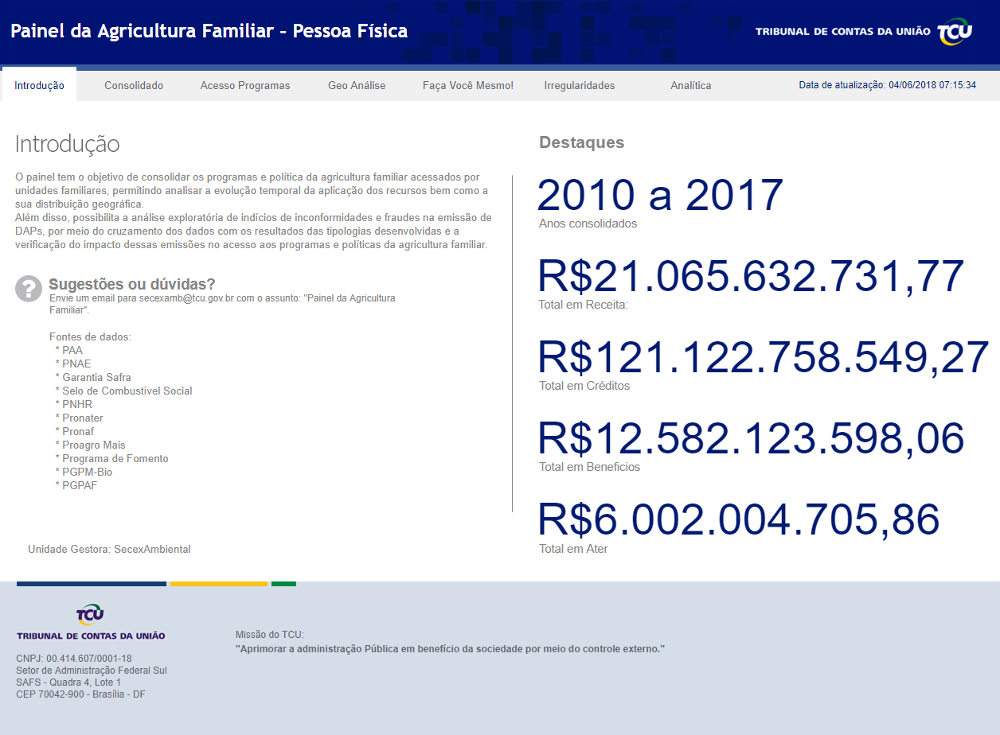 Painel da Agricultura Familiar - Pessoa Física
TRIBUNAL DE CONTAS DA UNIÃO TCU
Introdução
Consolidado
Acesso Programas
Geo Análise
Faça Você Mesmo!
Irregularidades
Analítica
Data de atualização: 04/06/2018 07:15:34
Introdução
O painel tem o objetivo de consolidar os programas e política da agricultura familiar acessados por
unidades familiares, permitindo analisar a evolução temporal da aplicação dos recursos bem como a
sua distribuição geográfica.
Além disso, possibilita a análise exploratória de indícios de inconformidades e fraudes na emissão de
DAPs, por meio do cruzamento dos dados com os resultados das tipologias desenvolvidas e a
verificação do impacto dessas emissões no acesso aos programas e políticas da agricultura familiar.
?
Sugestões ou dúvidas?
Envie um email para secexamb@tcu.gov.br com o assunto: "Painel da Agricultura
Familiar".
Fontes de dados:
* PAA
* PNAE
* Garantia Safra
* Selo de Combustível Social
* PNHR
* Pronater
* Pronaf
* Proagro Mais
* Programa de Fomento
* PGPM-Bio
* PGPAF
Unidade Gestora: SecexAmbiental
Destaques
2010 a 2017
Anos consolidados
R$21.065.632.731,77
Total em Receita:
R$121.122.758.549,27
Total em Créditos
R$12.582.123.598,06
Total em Beneficios
R$6.002.004.705,86
Total em Ater
TCU
TRIBUNAL DE CONTAS DA UNIÃO
CNPJ: 00.414.607/0001-18
Setor de Administração Federal Sul
SAFS - Quadra 4, Lote 1
CEP 70042-900 - Brasília - DF
Missão do TCU:
"Aprimorar a administração Pública em benefício da sociedade por meio do controle externo."